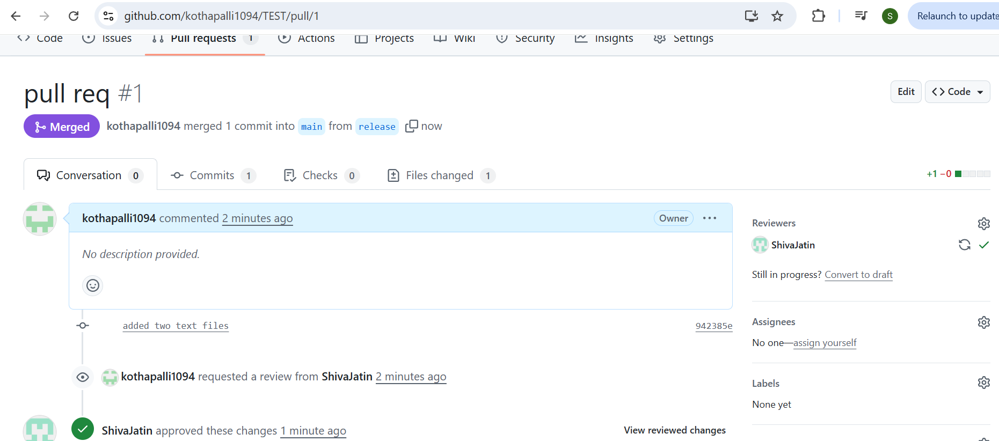 github.com/kothapalli1094/TEST/pull/1
S
Relaunch to update
Code Issues Pull requests 1 Actions Projects Wiki Security Insights Settings
pull req #1
Edit
Code
Merged kothapalli1094 merged 1 commit into main from release now
Conversation 0 Commits 1 Checks 0 Files changed 1
+1 −0
kothapalli1094 commented 2 minutes ago
Owner
No description provided.
added two text files
942385e
kothapalli1094 requested a review from ShivaJatin 2 minutes ago
ShivaJatin approved these changes 1 minute ago
View reviewed changes
Reviewers
ShivaJatin
Still in progress? Convert to draft
Assignees
No one—assign yourself
Labels
None yet